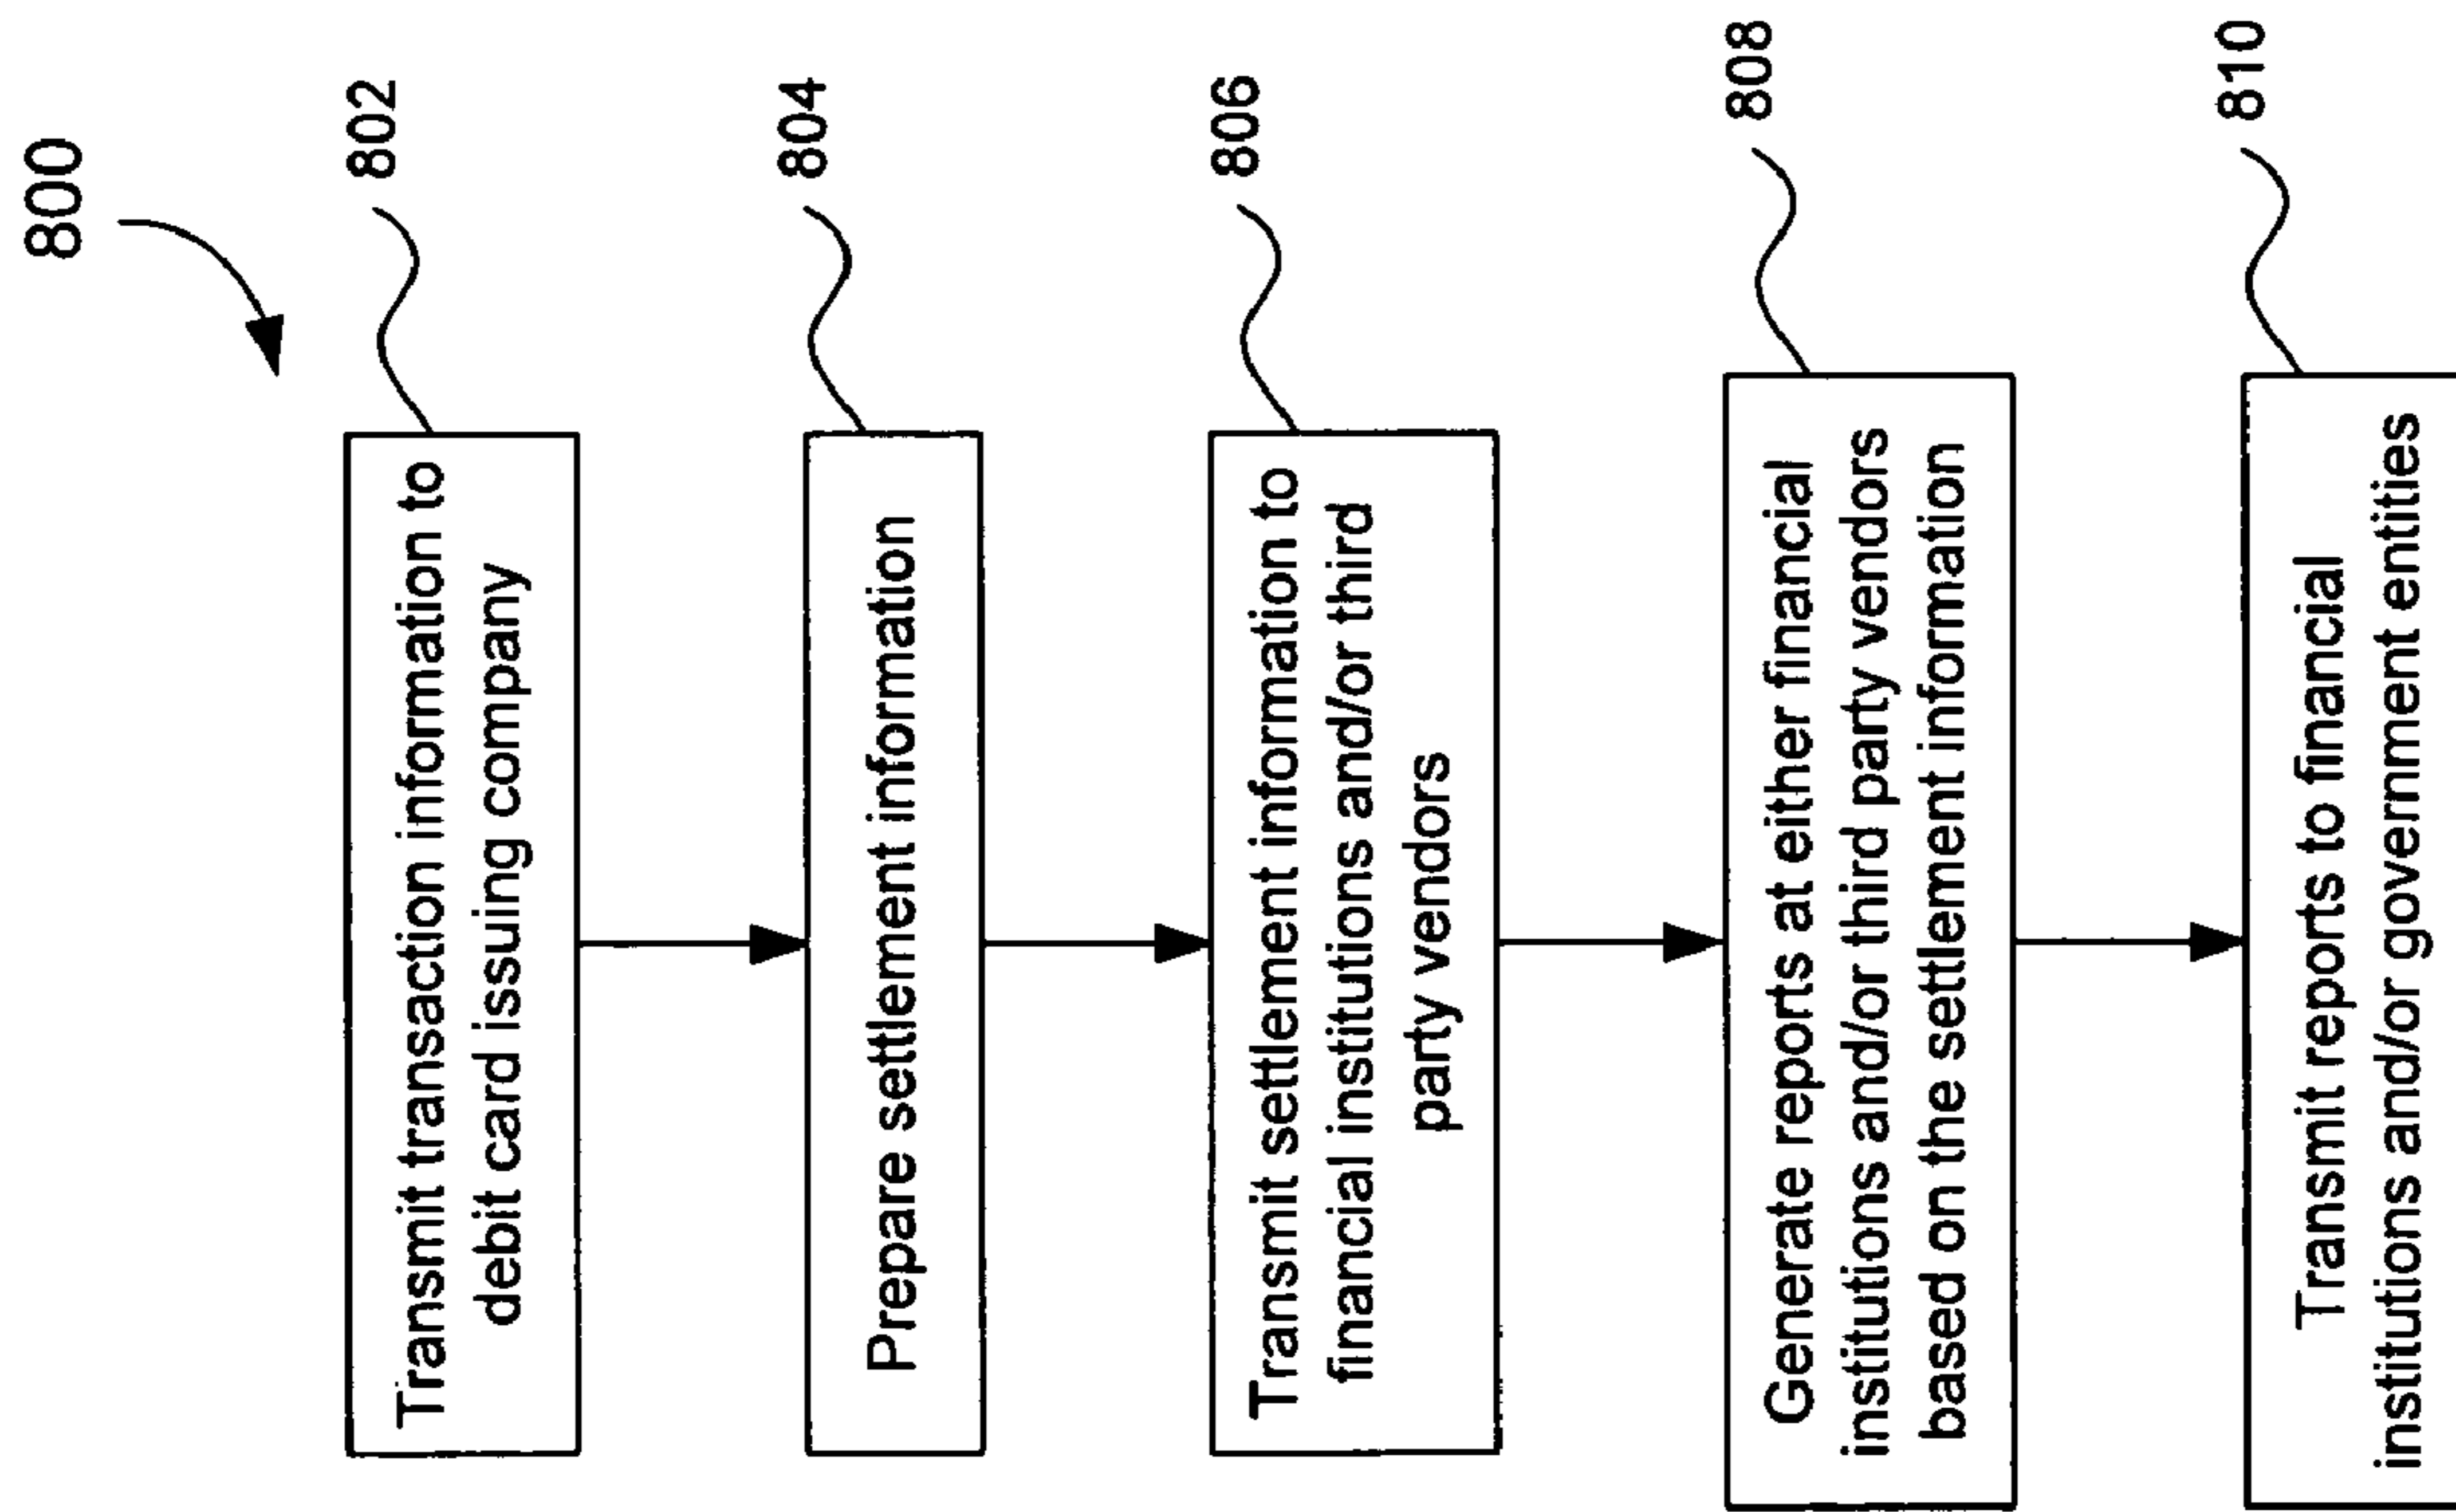 800
802
Transmit transaction information to
debit card issuing company
804
Prepare settlement information
806
Transmit settlement information to
financial institutions and/or third
party vendors
808
Generate reports at either financial
institutions and/or third party vendors
based on the settlement information
810
Transmit reports to financial
institutions and/or government entities